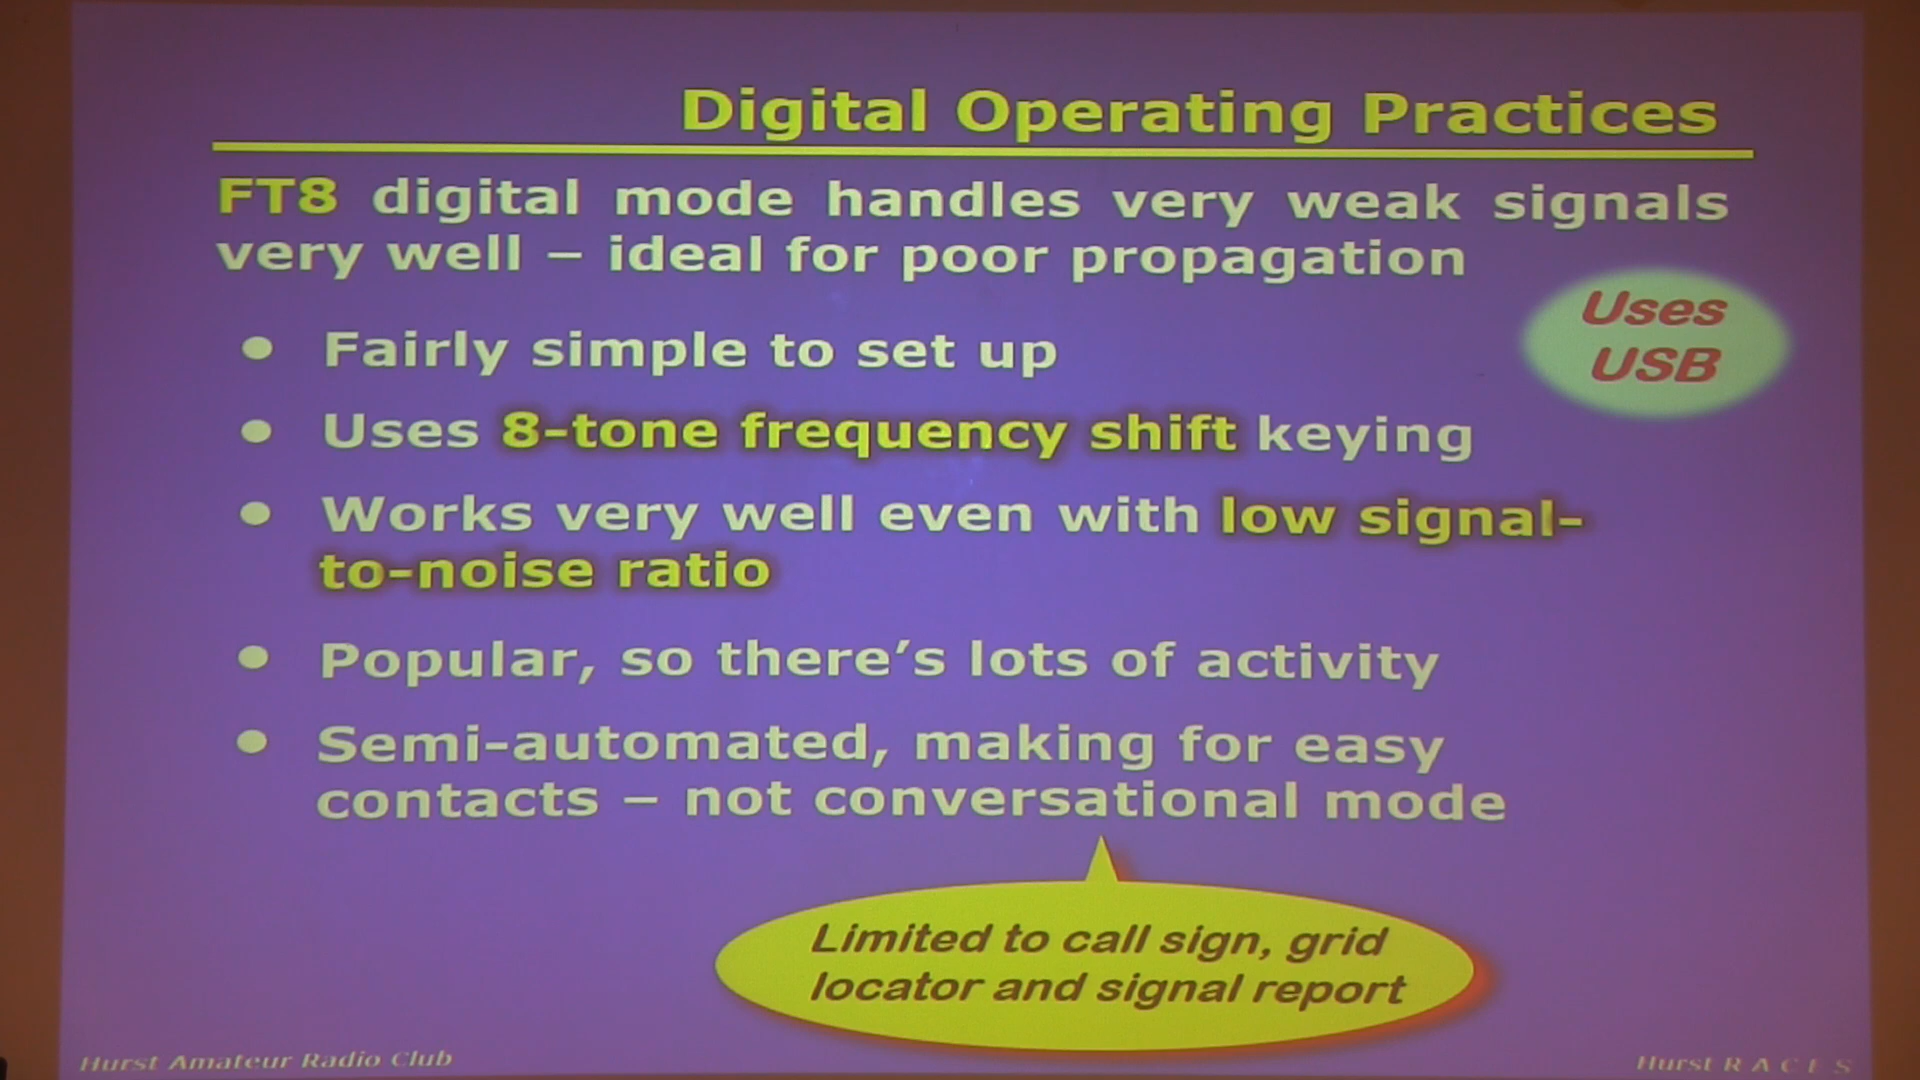 Digital Operating Practices
FT8 digital mode handles very weak signals
very well – ideal for poor propagation
Uses
USB
● Fairly simple to set up
● Uses 8-tone frequency shift keying
● Works very well even with low signal-
to-noise ratio
● Popular, so there's lots of activity
● Semi-automated, making for easy
contacts – not conversational mode
Limited to call sign, grid
locator and signal report
Hurst Amateur Radio Club
Hurst R A C E S